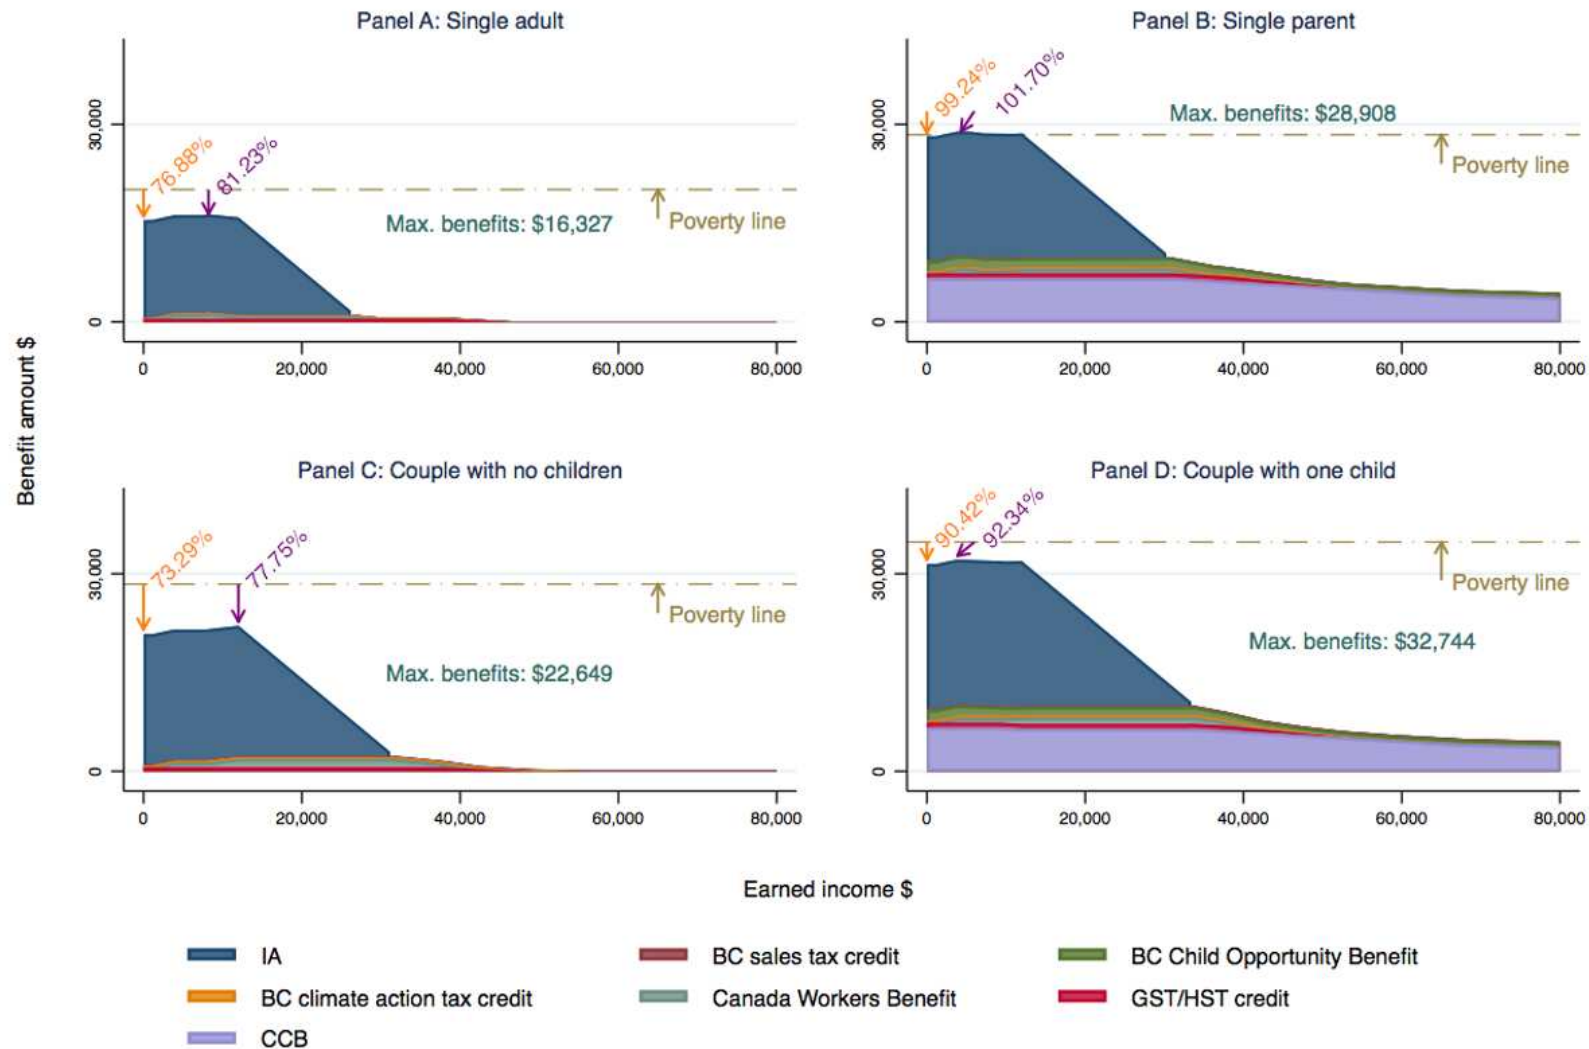 Panel A: Single adult
Panel B: Single parent
Benefit amount $
30,000
0
76.88%
81.23%
Max. benefits: $16,327
Poverty line
0 20,000 40,000 60,000 80,000
30,000
0
99.24%
101.70%
Max. benefits: $28,908
Poverty line
0 20,000 40,000 60,000 80,000
Panel C: Couple with no children
Panel D: Couple with one child
30,000
0
73.29%
77.75%
Poverty line
Max. benefits: $22,649
0 20,000 40,000 60,000 80,000
30,000
0
90.42%
92.34%
Poverty line
Max. benefits: $32,744
0 20,000 40,000 60,000 80,000
Earned income $
IA
BC sales tax credit
BC Child Opportunity Benefit
BC climate action tax credit
Canada Workers Benefit
GST/HST credit
CCB